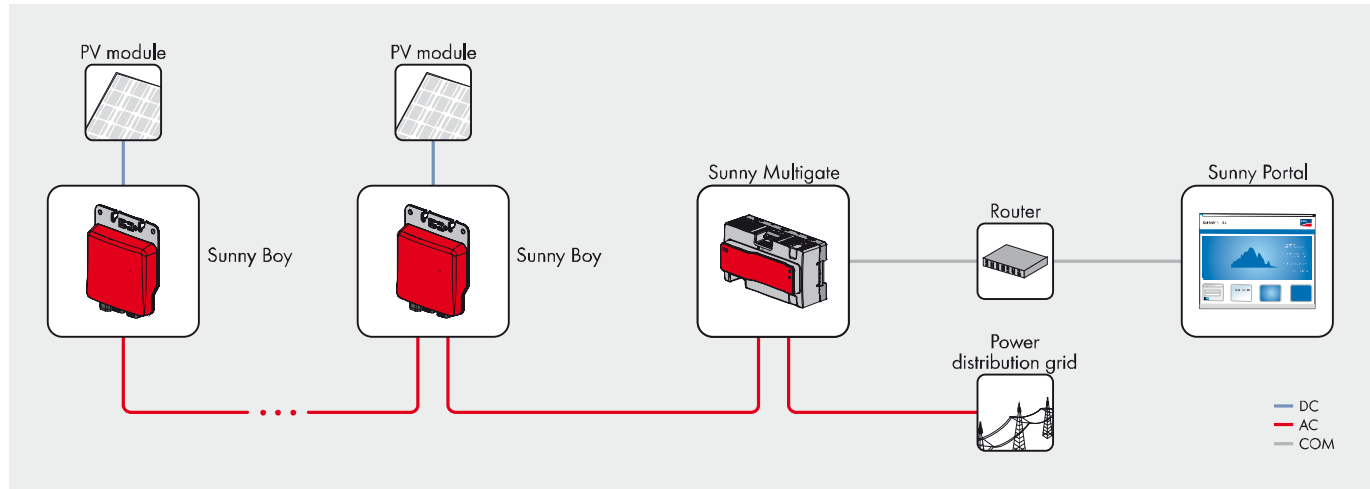 PV module
PV module
Sunny Boy
Sunny Boy
Sunny Multigate
Router
Sunny Portal
Power
distribution grid
DC
AC
COM